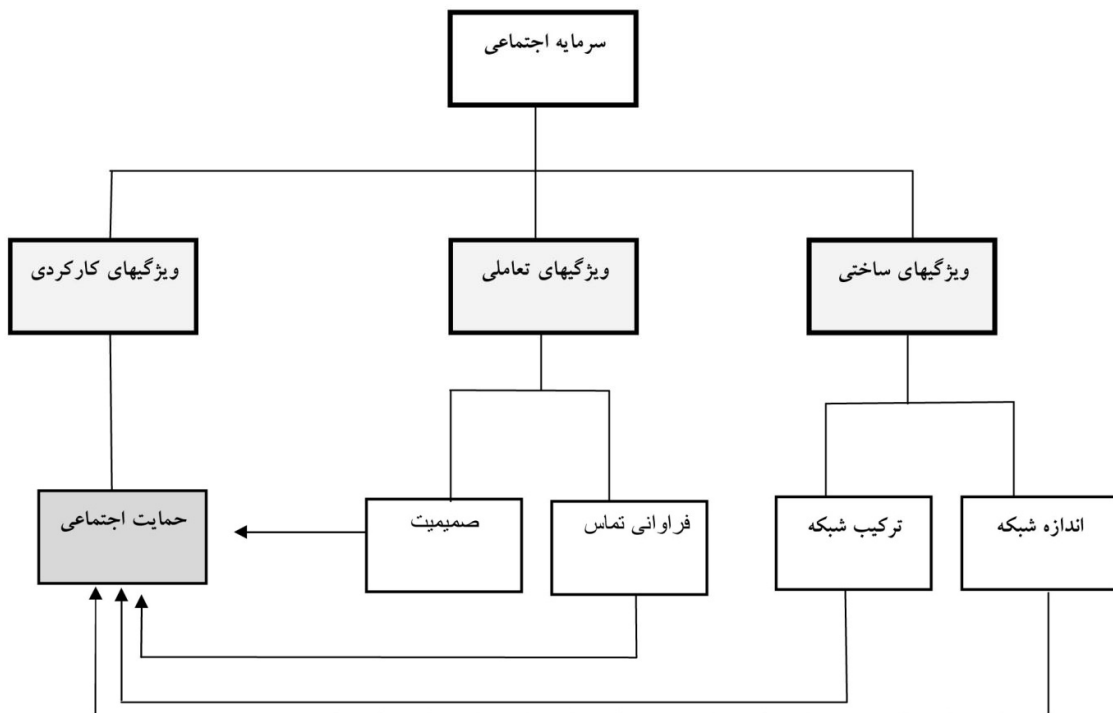 سرمایه اجتماعی
ویژگیهای ساختی
ویژگیهای تعاملی
ویژگیهای کارکردی
اندازه شبکه
ترکیب شبکه
فراوانی تماس
صمیمیت
حمایت اجتماعی